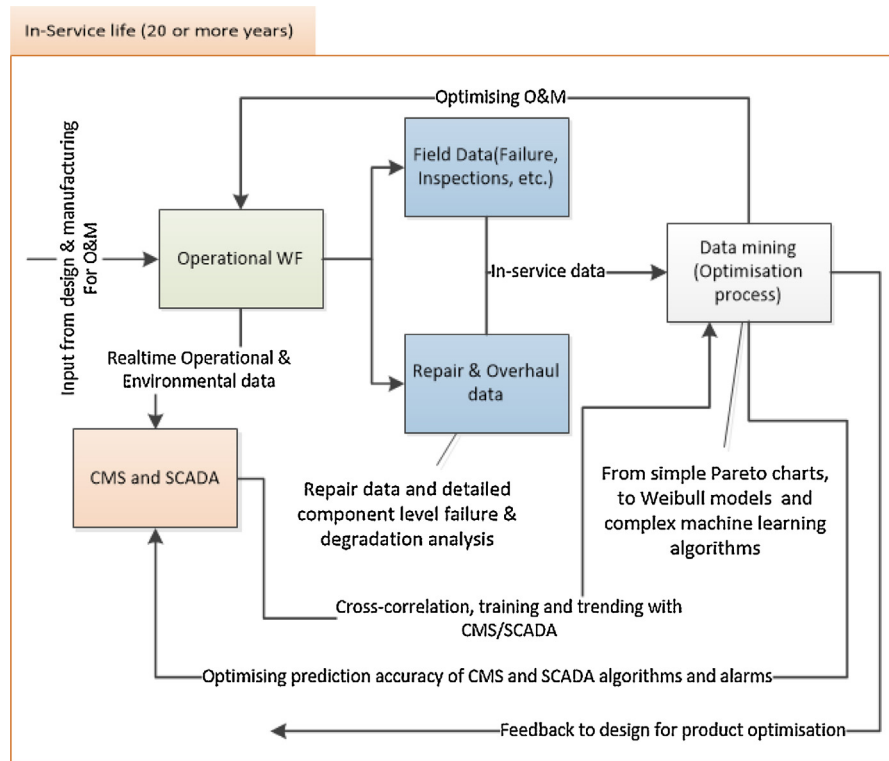 In-Service life (20 or more years)
Optimising O&M
Input from design & manufacturing
For O&M
Field Data(Failure,
Inspections, etc.)
Operational WF
Data mining
(Optimisation
process)
In-service data
Realtime Operational &
Environmental data
Repair & Overhaul
data
CMS and SCADA
Repair data and detailed
component level failure &
degradation analysis
From simple Pareto charts,
to Weibull models and
complex machine learning
algorithms
Cross-correlation, training and trending with
CMS/SCADA
Optimising prediction accuracy of CMS and SCADA algorithms and alarms
Feedback to design for product optimisation